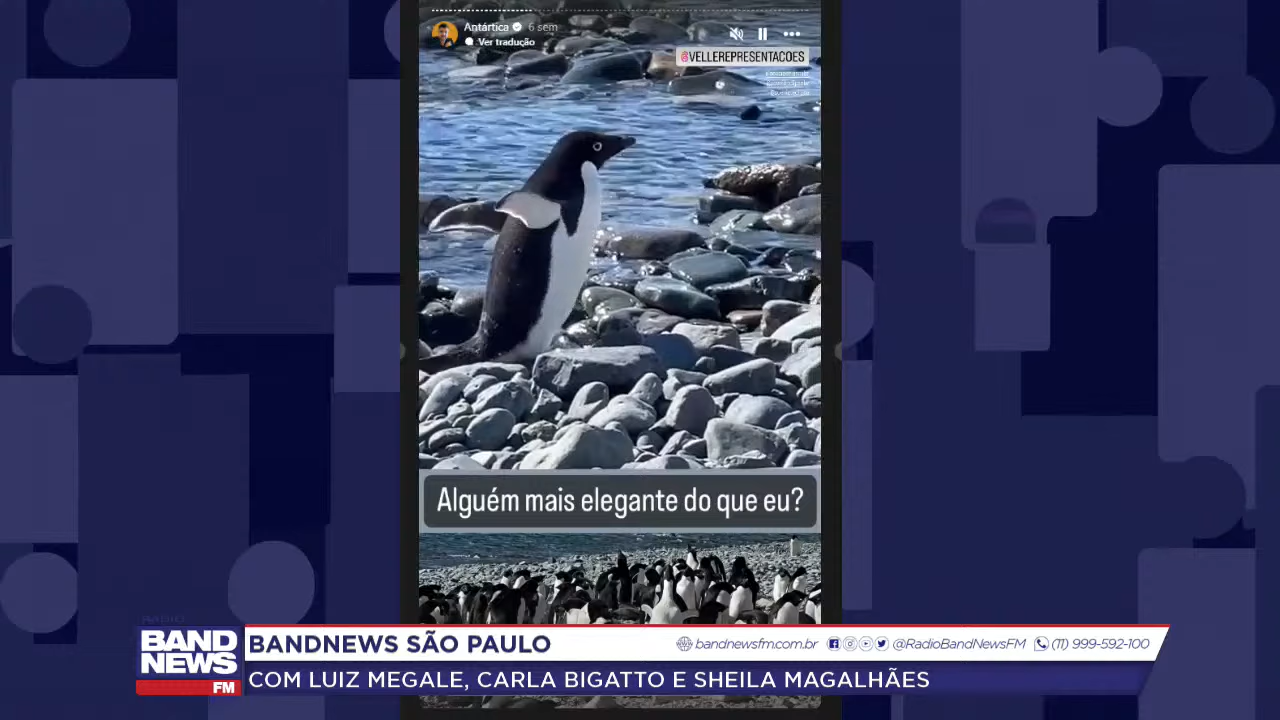 Antártica 6 sem
Ver tradução
@VELLEREPRESENTACOES
Alguém mais elegante do que eu?
RÁDIO
BAND
NEWS
FM
BANDNEWS SÃO PAULO
bandnewsfm.com.br
@RadioBandNewsFM
(11) 999-592-100
COM LUIZ MEGALE, CARLA BIGATTO E SHEILA MAGALHÃES